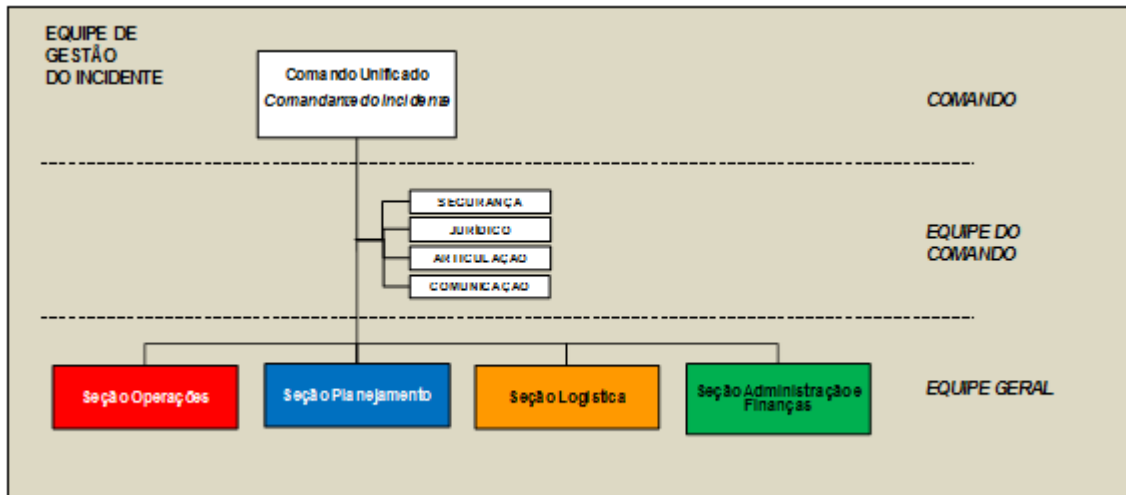 EQUIPE DE
GESTÃO
DO INCIDENTE
Comando Unificado
Comandante do Incidente
COMANDO
SEGURANÇA
JURÍDICO
ARTICULAÇÃO
COMUNICAÇÃO
EQUIPE DO
COMANDO
Seção Operações
Seção Planejamento
Seção Logística
Seção Administração e
Finanças
EQUIPE GERAL